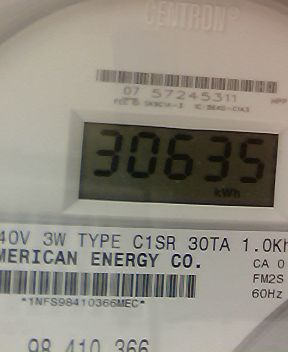 CENTRON®
07 57245311
30635
kWh
40V 3W TYPE C1SR 30TA 1.0Kh
MERICAN ENERGY CO.
CA 0
FM2S
60Hz
*1NFS98410366MEC*
98 410 366